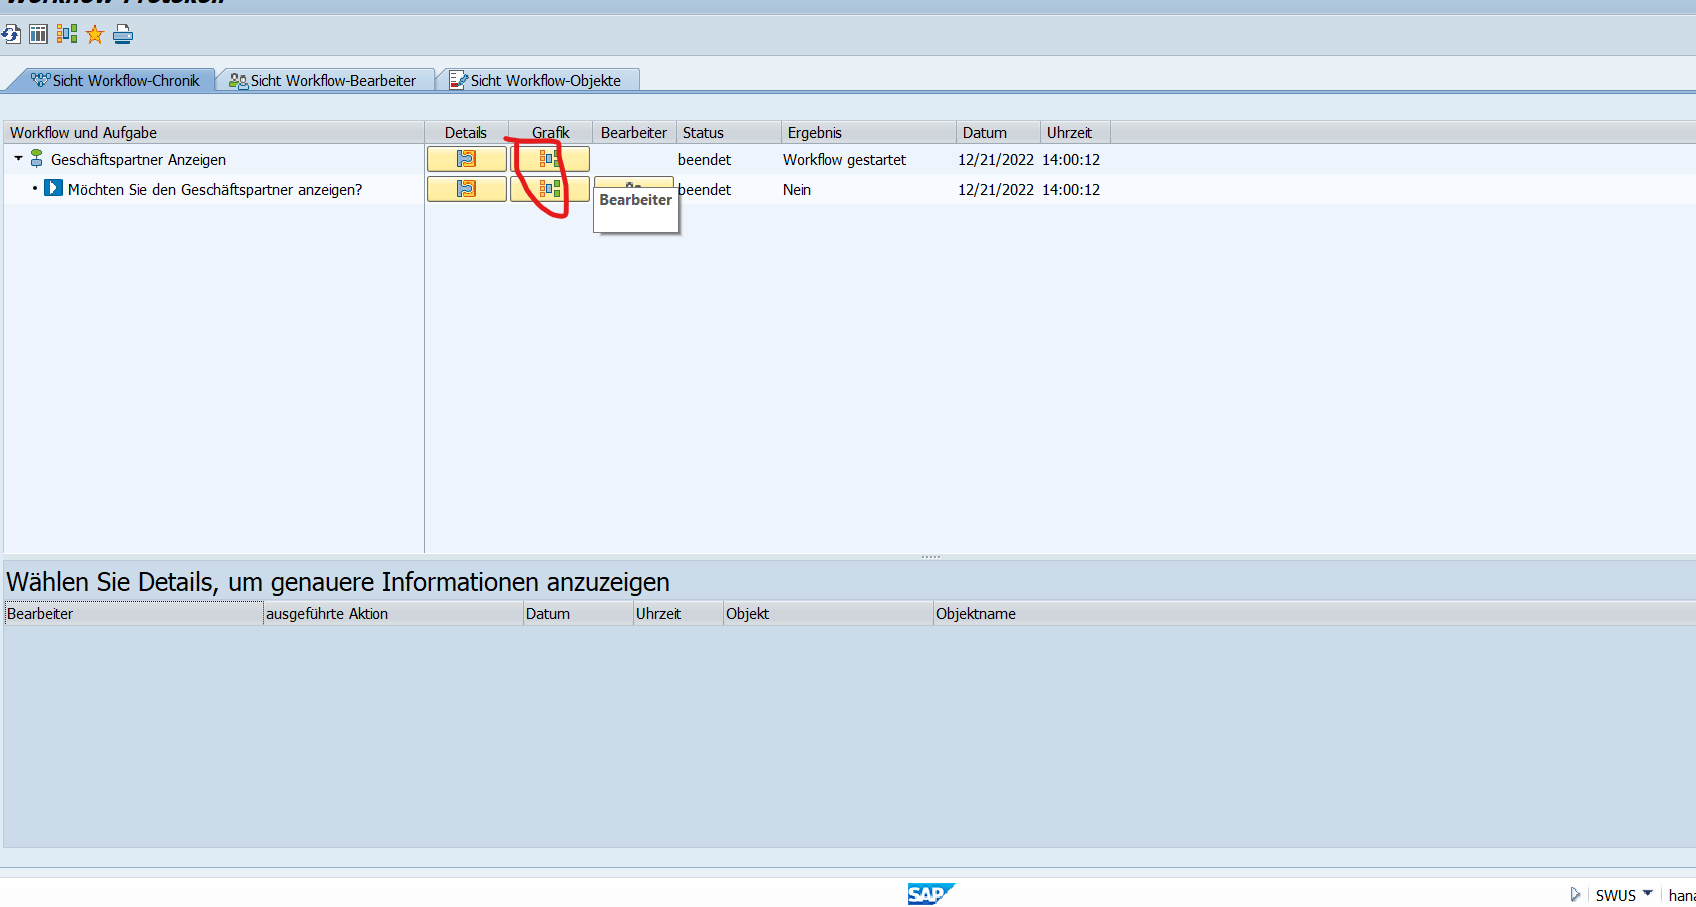 Workflow-Protokoll
Sicht Workflow-Chronik Sicht Workflow-Bearbeiter Sicht Workflow-Objekte
Workflow und Aufgabe Details Grafik Bearbeiter Status Ergebnis Datum Uhrzeit
Geschäftspartner Anzeigen beendet Workflow gestartet 12/21/2022 14:00:12
Möchten Sie den Geschäftspartner anzeigen? beendet Nein 12/21/2022 14:00:12
Bearbeiter
Wählen Sie Details, um genauere Informationen anzuzeigen
Bearbeiter ausgeführte Aktion Datum Uhrzeit Objekt Objektname
SAP SWUS